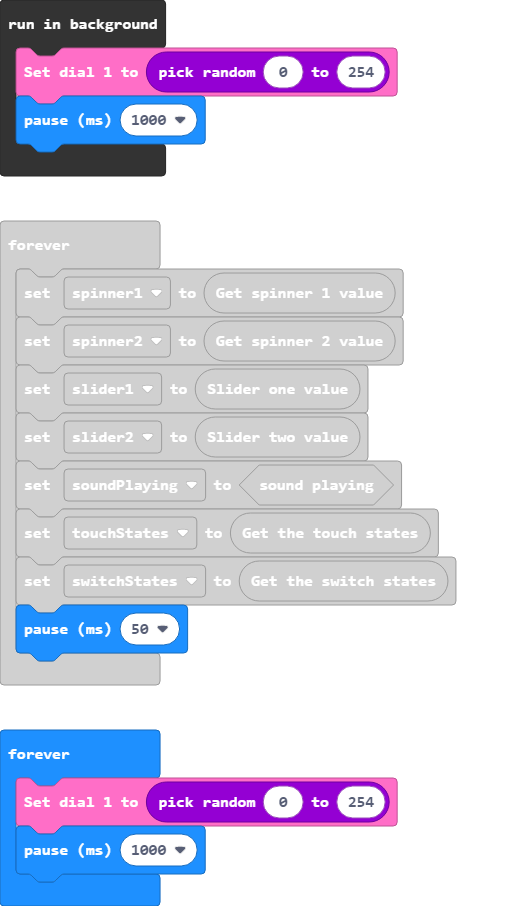 run in background
Set dial 1 to pick random 0 to 254
pause (ms) 1000
forever
set spinner1 to Get spinner 1 value
set spinner2 to Get spinner 2 value
set slider1 to Slider one value
set slider2 to Slider two value
set soundPlaying to sound playing
set touchStates to Get the touch states
set switchStates to Get the switch states
pause (ms) 50
forever
Set dial 1 to pick random 0 to 254
pause (ms) 1000